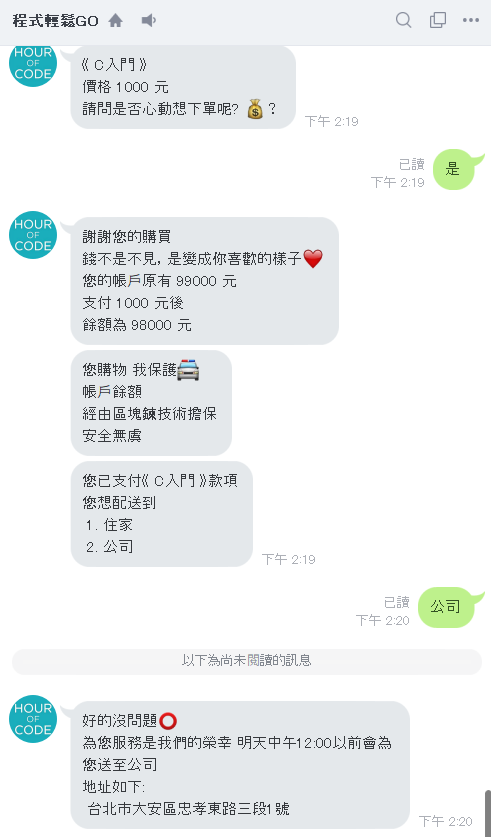 程式輕鬆GO
HOUR
OF
CODE
《 C入門 》
價格 1000 元
請問是否心動想下單呢? ？
下午 2:19
已讀
下午 2:19
是
HOUR
OF
CODE
謝謝您的購買
錢不是不見, 是變成你喜歡的樣子
您的帳戶原有 99000 元
支付 1000 元後
餘額為 98000 元
您購物 我保護
帳戶餘額
經由區塊鍊技術擔保
安全無虞
您已支付《 C入門 》款項
您想配送到
1. 住家
2. 公司
下午 2:19
已讀
下午 2:20
公司
以下為尚未閱讀的訊息
HOUR
OF
CODE
好的沒問題
為您服務是我們的榮幸 明天中午12:00以前會為
您送至公司
地址如下:
台北市大安區忠孝東路三段1號
下午 2:20